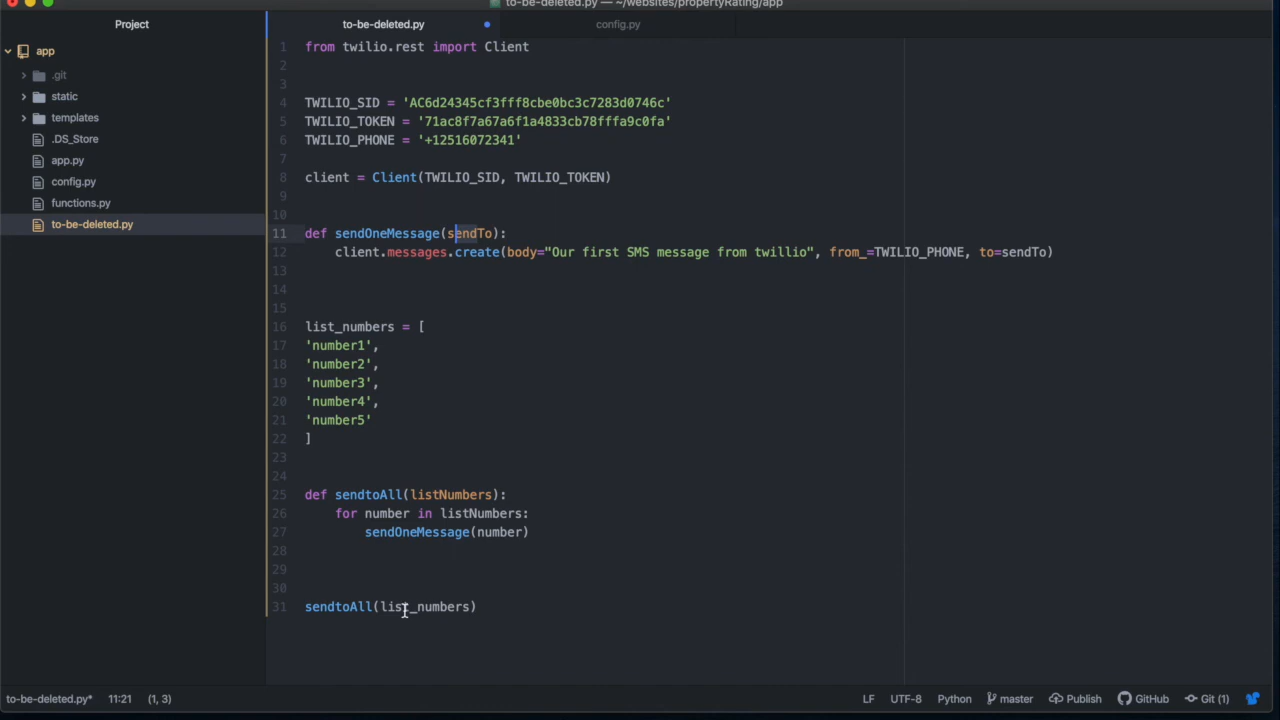 to-be-deleted.py — ~/websites/propertyRating/app
Project
to-be-deleted.py
config.py
app
.git
static
templates
.DS_Store
app.py
config.py
functions.py
to-be-deleted.py
1 from twilio.rest import Client
2
3
4 TWILIO_SID = 'AC6d24345cf3fff8cbe0bc3c7283d0746c'
5 TWILIO_TOKEN = '71ac8f7a67a6f1a4833cb78fffa9c0fa'
6 TWILIO_PHONE = '+12516072341'
7
8 client = Client(TWILIO_SID, TWILIO_TOKEN)
9
10
11 def sendOneMessage(sendTo):
12 client.messages.create(body="Our first SMS message from twillio", from_=TWILIO_PHONE, to=sendTo)
13
14
15
16 list_numbers = [
17 'number1',
18 'number2',
19 'number3',
20 'number4',
21 'number5'
22 ]
23
24
25 def sendtoAll(listNumbers):
26 for number in listNumbers:
27 sendOneMessage(number)
28
29
30
31 sendtoAll(list_numbers)
to-be-deleted.py* 11:21 (1, 3) LF UTF-8 Python master Publish GitHub Git (1)